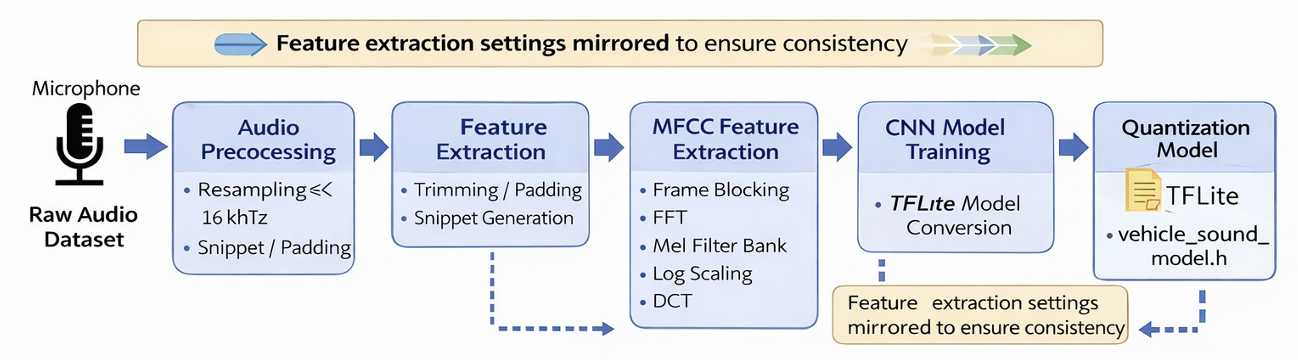 Feature extraction settings mirrored to ensure consistency
Microphone
Raw Audio
Dataset
Audio
Precocessing
• Resampling <<
16 khTz
• Snippet / Padding
Feature
Extraction
• Trimming / Padding
• Snippet Generation
MFCC Feature
Extraction
• Frame Blocking
• FFT
• Mel Filter Bank
• Log Scaling
• DCT
CNN Model
Training
• TFLıte Model
Conversion
Quantization
Model
TFLite
• vehicle_sound_
model.h
Feature extraction settings
mirrored to ensure consistency